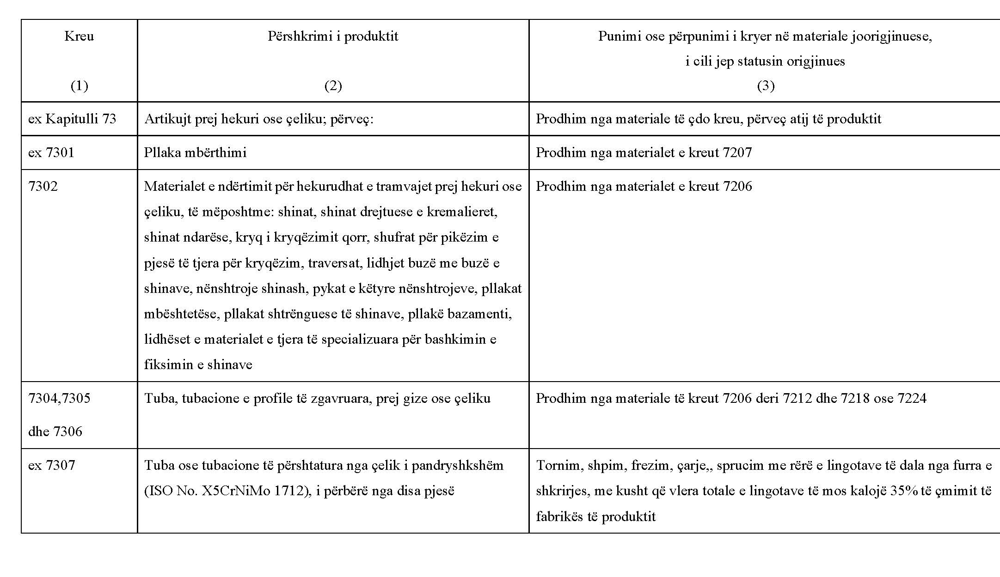 Kreu
(1)
Përshkrimi i produktit
(2)
Punimi ose përpunimi i kryer në materiale joorigjinuese,
i cili jep statusin origjinues
(3)
ex Kapitulli 73
Artikujt prej hekuri ose çeliku; përveç:
Prodhim nga materiale të çdo kreu, përveç atij të produktit
ex 7301
Pllaka mbërthimi
Prodhim nga materialet e kreut 7207
7302
Materialet e ndërtimit për hekurudhat e tramvajet prej hekuri ose
çeliku, të mëposhtme: shinat, shinat drejtuese e kremalieret,
shinat ndarëse, kryq i kryqëzimit qorr, shufrat për pikëzim e
pjesë të tjera për kryqëzim, traversat, lidhjet buzë me buzë e
shinave, nënshtroje shinash, pykat e këtyre nënshtrojeve, pllakat
mbështetëse, pllakat shtrënguese të shinave, pllakë bazamenti,
lidhëset e materialet e tjera të specializuara për bashkimin e
fiksimin e shinave
Prodhim nga materialet e kreut 7206
7304,7305
dhe 7306
Tuba, tubacione e profile të zgavruara, prej gize ose çeliku
Prodhim nga materiale të kreut 7206 deri 7212 dhe 7218 ose 7224
ex 7307
Tuba ose tubacione të përshtatura nga çelik i pandryshkshëm
(ISO No. X5CrNiMo 1712), i përbërë nga disa pjesë
Tornim, shpim, frezim, çarje,, sprucim me rërë e lingotave të dala nga furra e
shkrirjes, me kusht që vlera totale e lingotave të mos kalojë 35% të çmimit të
fabrikës të produktit